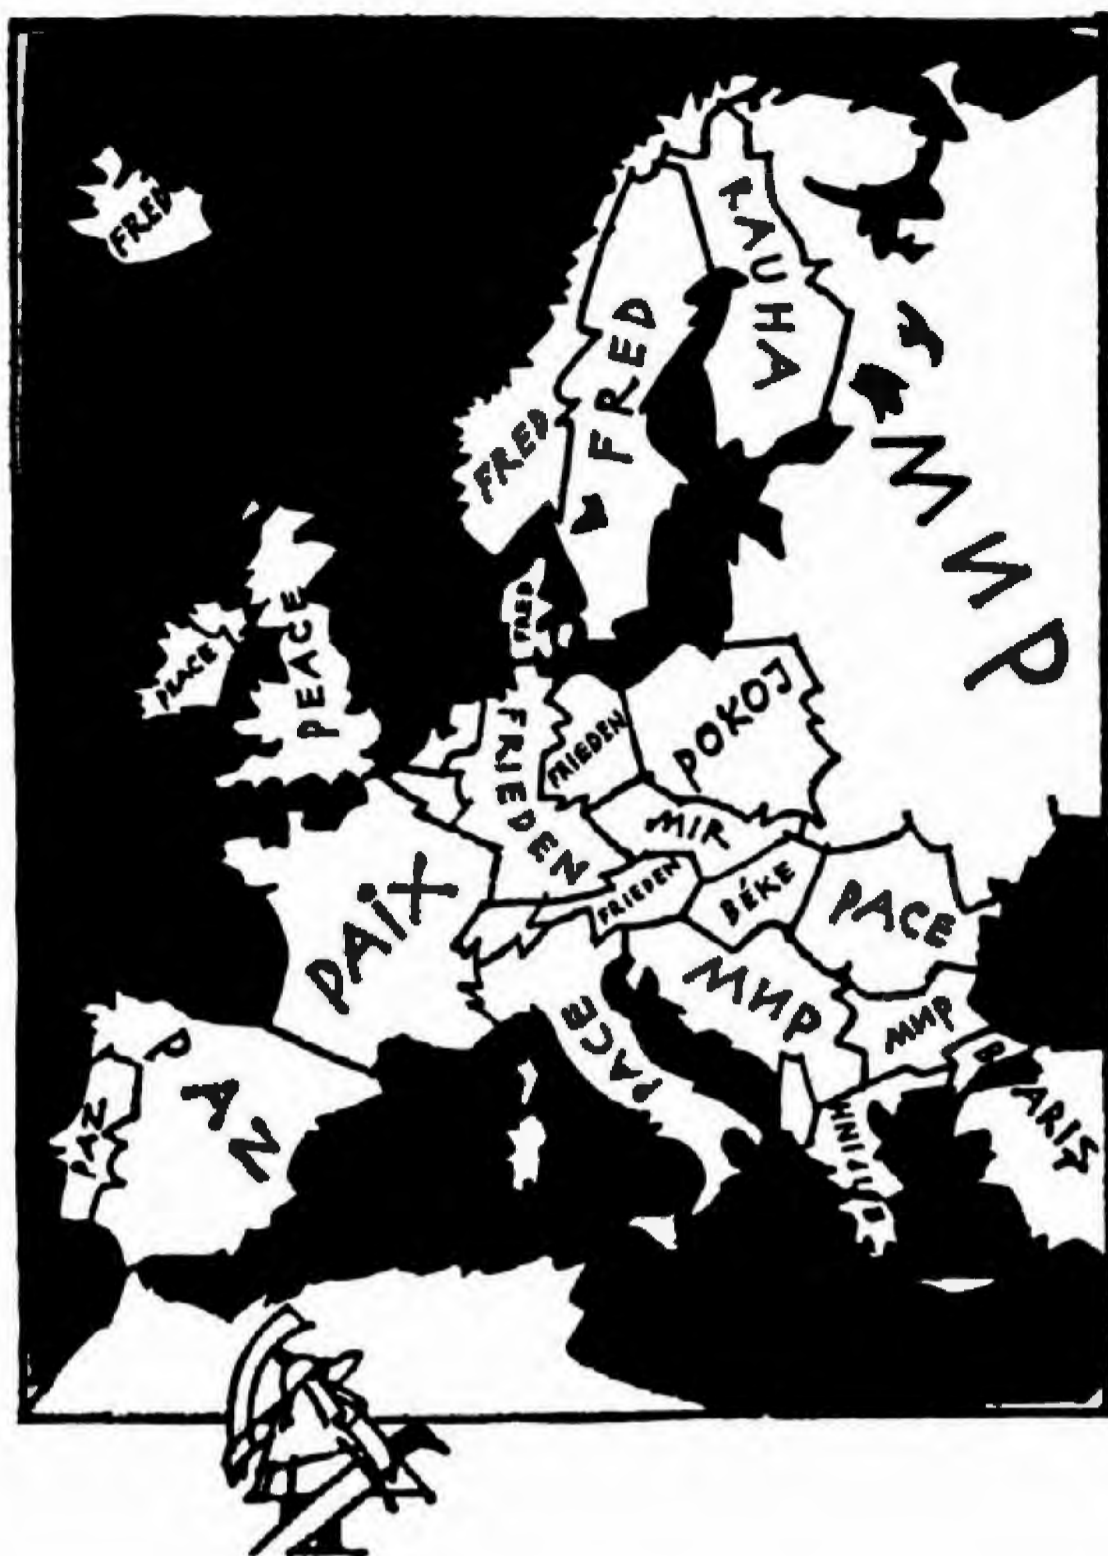 FRED
RAUHA
FRED
FRED
МИР
FRED
PEACE
PEACE
FRIEDEN
FRIEDEN
POKOJ
MIR
FRIEDEN
BÉKE
PACE
PAIX
МИР
МИР
PACE
PAZ
PAZ
BARIŞ